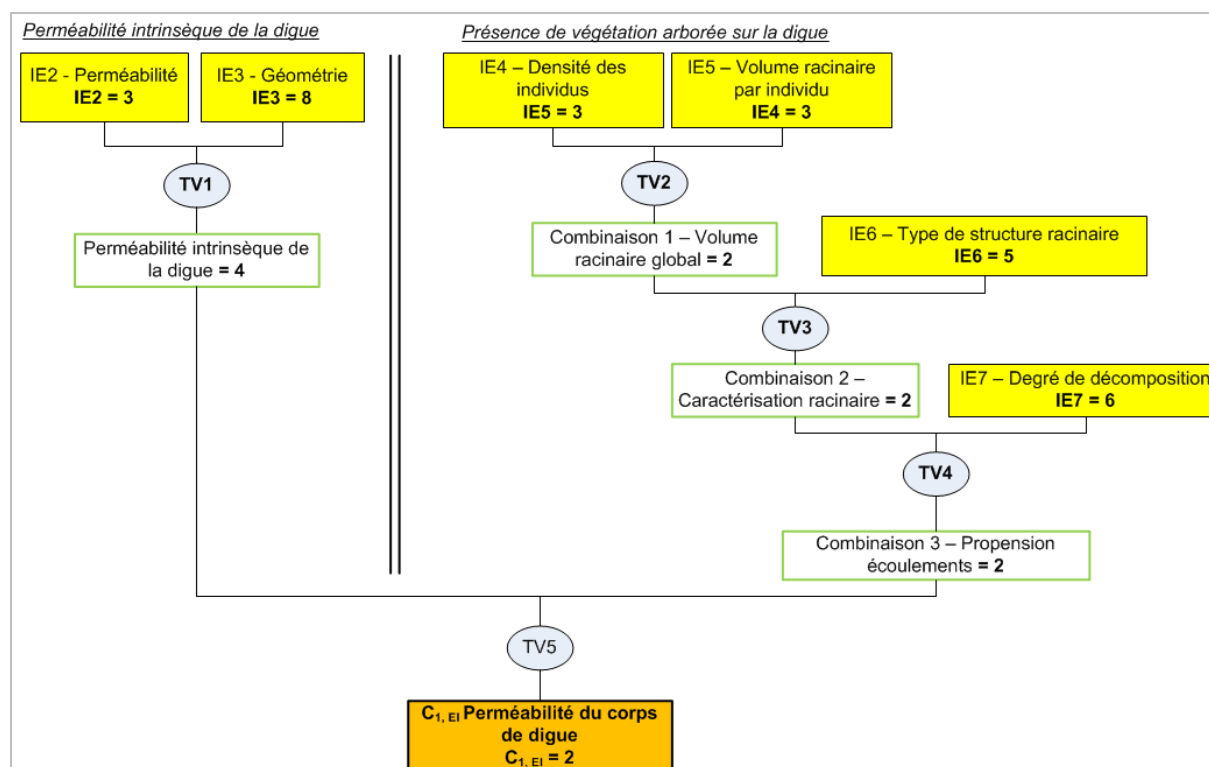 Perméabilité intrinsèque de la digue
Présence de végétation arborée sur la digue
IE2 - Perméabilité
IE2 = 3
IE3 - Géométrie
IE3 = 8
IE4 – Densité des
individus
IE5 = 3
IE5 – Volume racinaire
par individu
IE4 = 3
TV1
TV2
Perméabilité intrinsèque de
la digue = 4
Combinaison 1 – Volume
racinaire global = 2
IE6 – Type de structure racinaire
IE6 = 5
TV3
Combinaison 2 –
Caractérisation racinaire = 2
IE7 – Degré de décomposition
IE7 = 6
TV4
Combinaison 3 – Propension
écoulements = 2
TV5
C1, EI Perméabilité du corps
de digue
C1, EI = 2